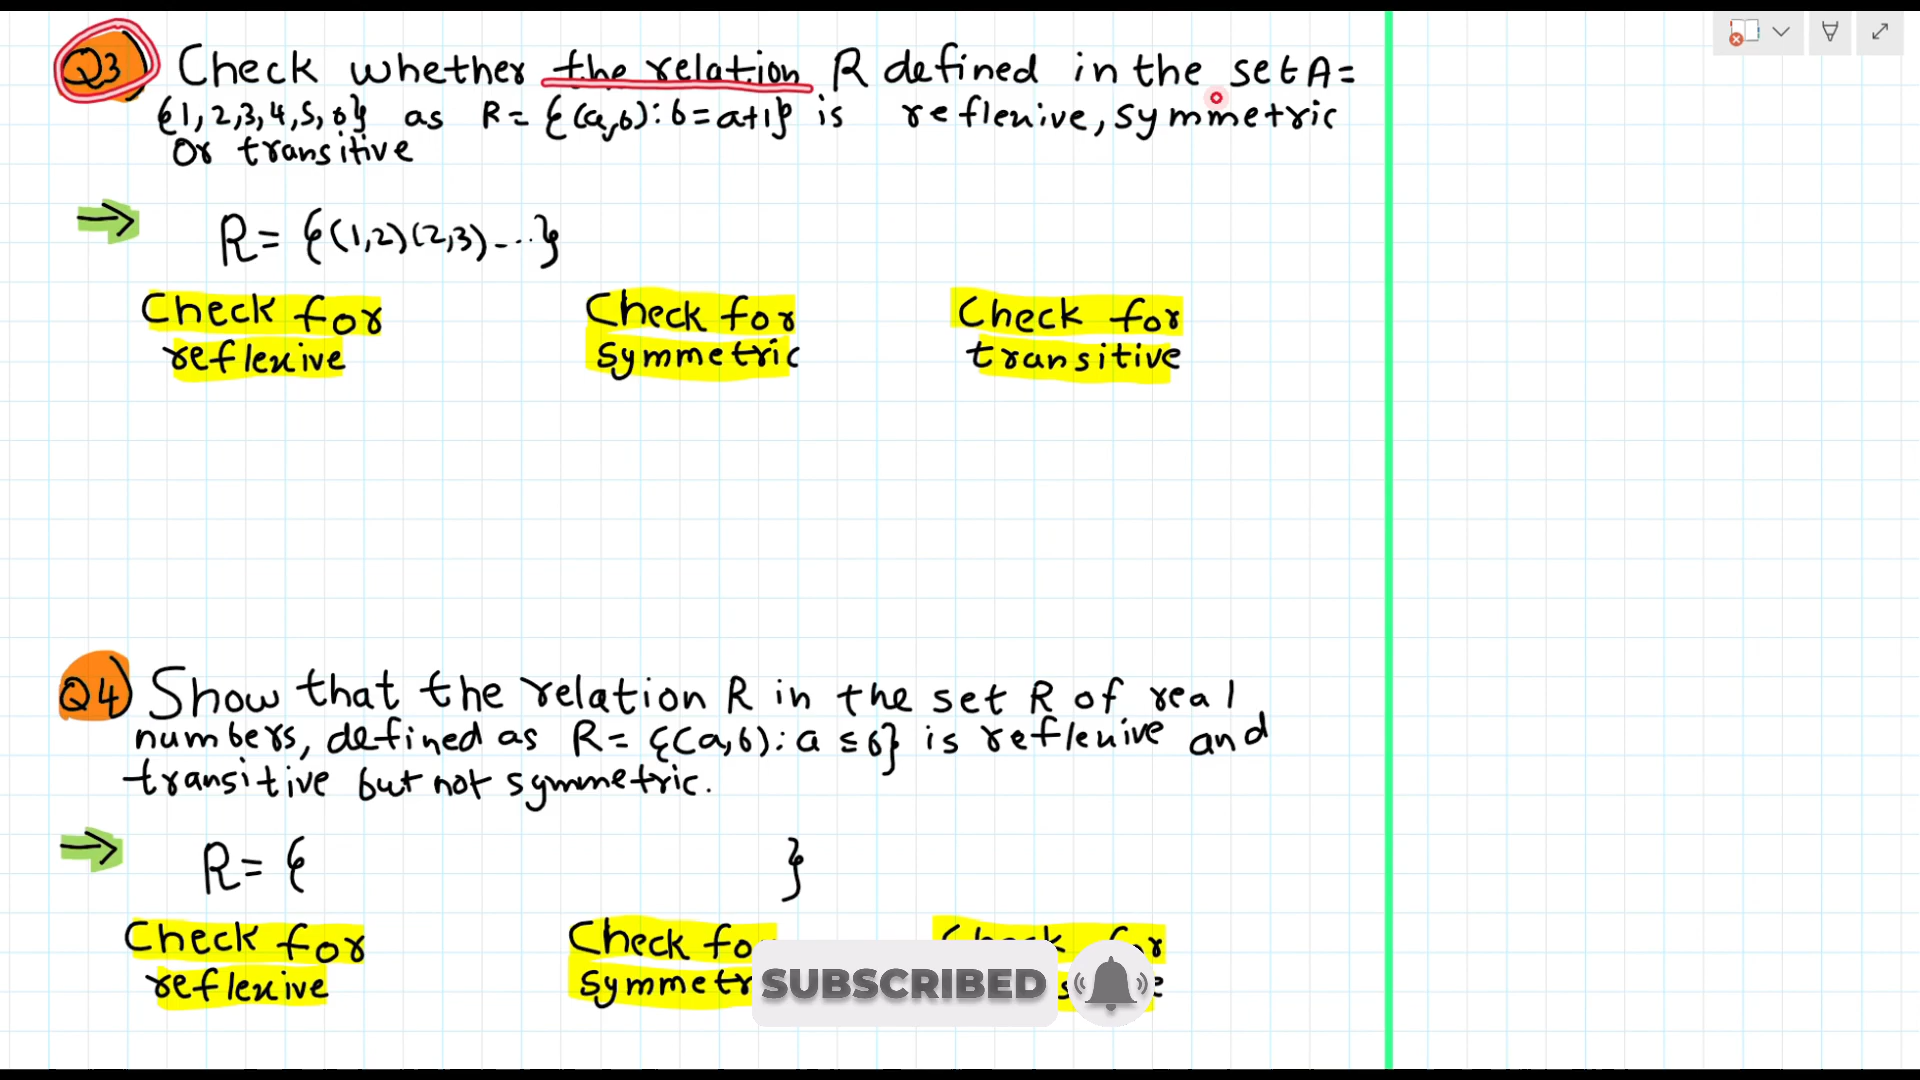 Q3 Check whether the relation R defined in the set A=
{1,2,3,4,5,6} as R= {(a,b): b=a+1} is reflexive, symmetric
Or transitive
⇒ R= {(1,2)(2,3)-...}
Check for Check for Check for
reflexive symmetric transitive
Q4) Show that the relation R in the set R of real
numbers, defined as R= {(a,b): a ≤ b} is reflexive and
transitive but not symmetric.
⇒ R= { }
Check for Check fo Check for
reflexive symmetr
SUBSCRIBED